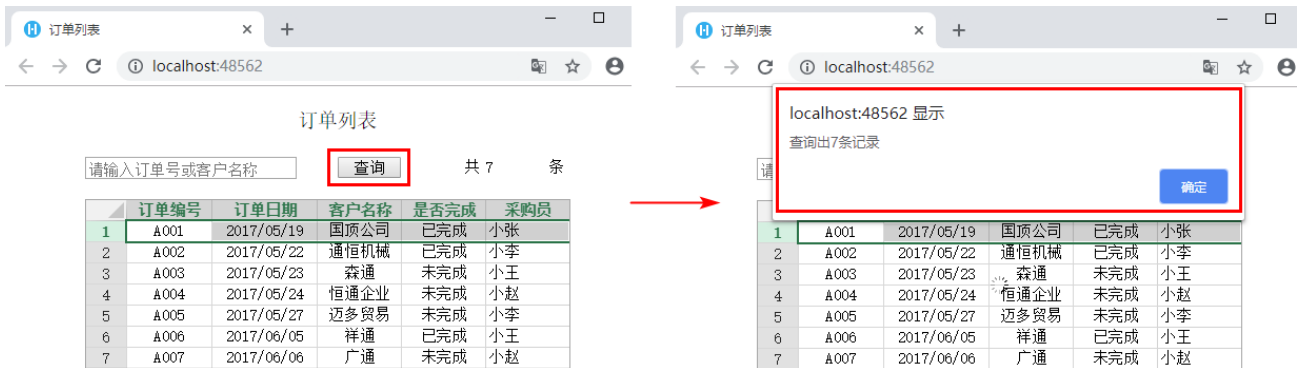 订单列表
localhost:48562
订单列表
请输入订单号或客户名称 查询 共 7 条
订单编号 订单日期 客户名称 是否完成 采购员
1 A001 2017/05/19 国顶公司 已完成 小张
2 A002 2017/05/22 通恒机械 已完成 小李
3 A003 2017/05/23 森通 未完成 小王
4 A004 2017/05/24 恒通企业 未完成 小赵
5 A005 2017/05/27 迈多贸易 未完成 小李
6 A006 2017/06/05 祥通 已完成 小王
7 A007 2017/06/06 广通 未完成 小赵
订单列表
localhost:48562
localhost:48562 显示
查询出7条记录
确定
请
1 A001 2017/05/19 国顶公司 已完成 小张
2 A002 2017/05/22 通恒机械 已完成 小李
3 A003 2017/05/23 森通 未完成 小王
4 A004 2017/05/24 恒通企业 未完成 小赵
5 A005 2017/05/27 迈多贸易 未完成 小李
6 A006 2017/06/05 祥通 已完成 小王
7 A007 2017/06/06 广通 未完成 小赵